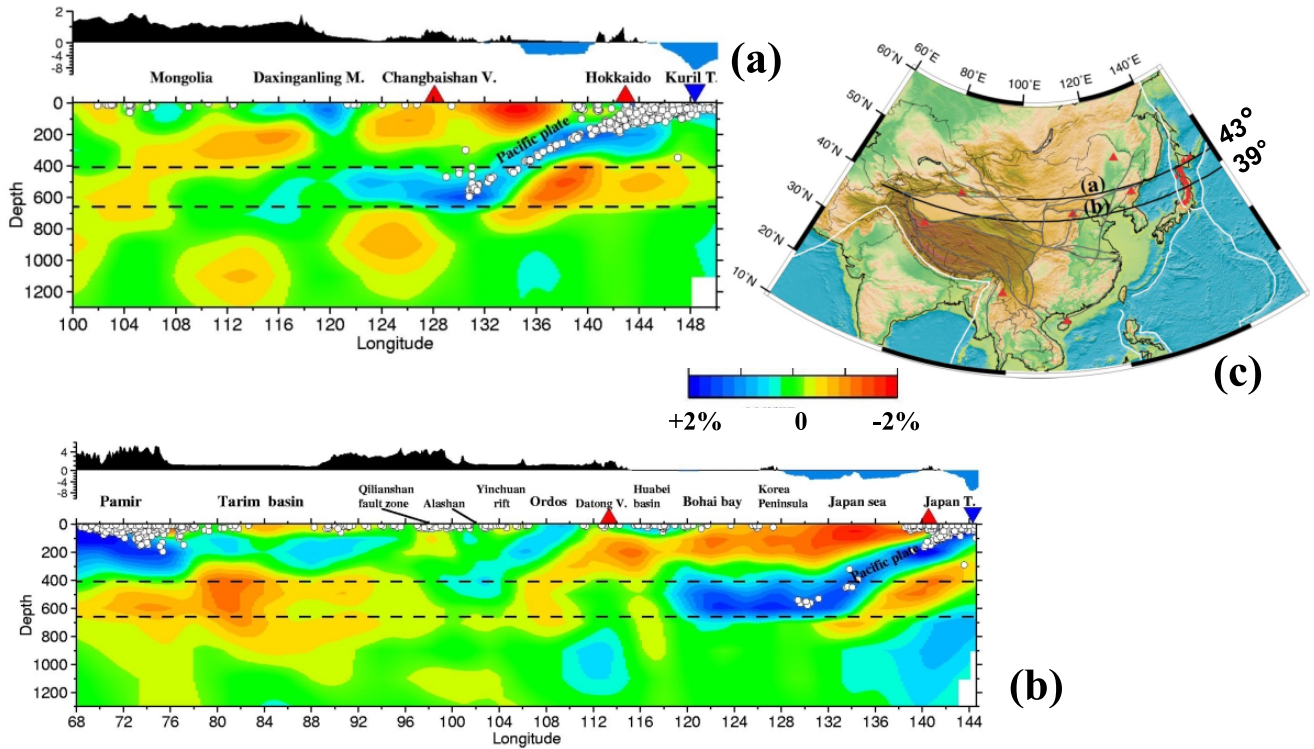 2
0
-4
-8
(a)
Mongolia Daxinganling M. Changbaishan V. Hokkaido Kuril T.
0
200
400
600
800
1000
1200
Depth
Pacific plate
100 104 108 112 116 120 124 128 132 136 140 144 148
Longitude
60°N 60°E 80°E 100°E 120°E 140°E
50°N
40°N
30°N
20°N
10°N
43°
39°
(a)
(b)
(c)
+2% 0 -2%
4
0
-4
-8
Pamir Tarim basin Qilianshan fault zone Alashan Yinchuan rift Ordos Datong V. Huabei basin Bohai bay Korea Peninsula Japan sea Japan T.
0
200
400
600
800
1000
1200
Depth
Pacific plate
(b)
68 72 76 80 84 88 92 96 100 104 108 112 116 120 124 128 132 136 140 144
Longitude